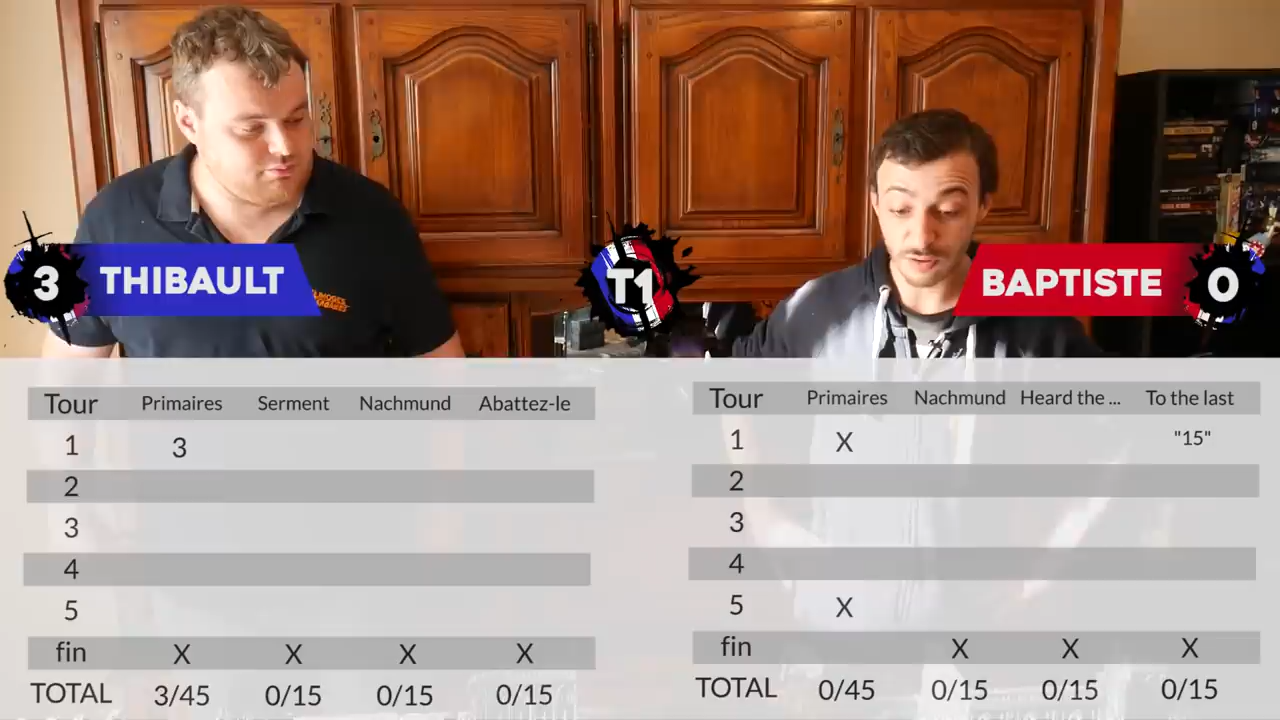 3 THIBAULT
T1
BAPTISTE 0
Tour Primaires Serment Nachmund Abattez-le
1 3
2
3
4
5
fin X X X X
TOTAL 3/45 0/15 0/15 0/15
Tour Primaires Nachmund Heard the ... To the last
1 X "15"
2
3
4
5 X
fin X X X
TOTAL 0/45 0/15 0/15 0/15